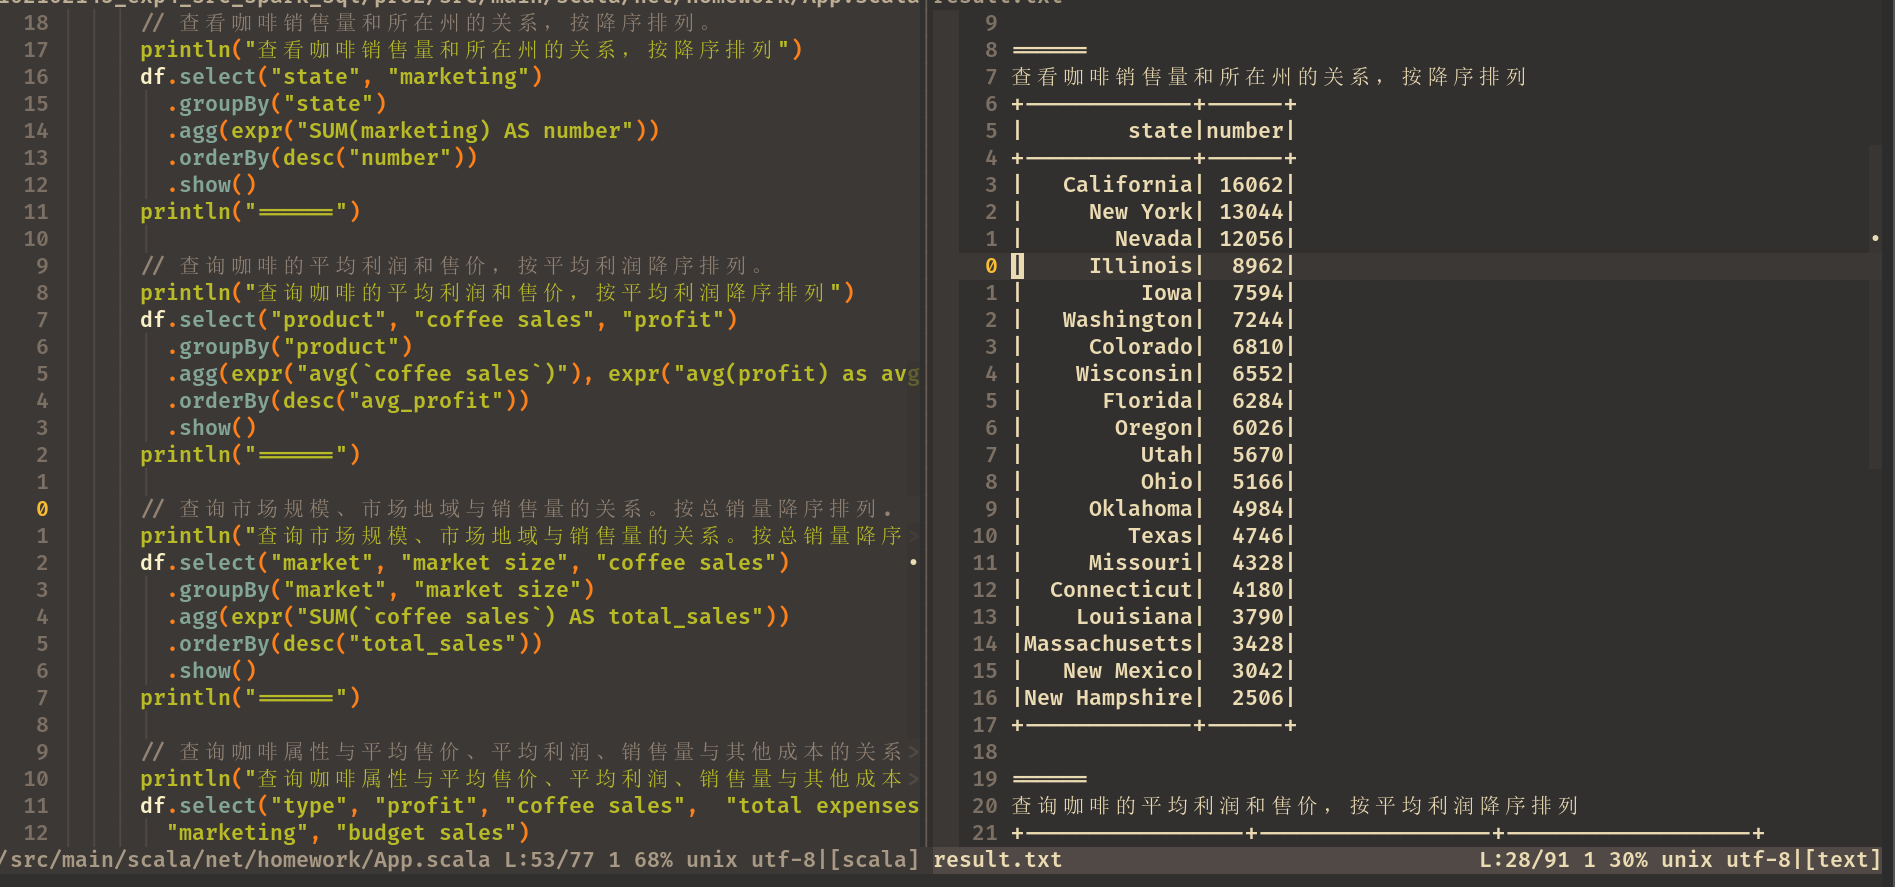 18 // 查看咖啡销售量和所在州的关系，按降序排列。
17 println("查看咖啡销售量和所在州的关系，按降序排列")
16 df.select("state", "marketing")
15 .groupBy("state")
14 .agg(expr("SUM(marketing) AS number"))
13 .orderBy(desc("number"))
12 .show()
11 println("======")
10
9 // 查询咖啡的平均利润和售价，按平均利润降序排列。
8 println("查询咖啡的平均利润和售价，按平均利润降序排列")
7 df.select("product", "coffee sales", "profit")
6 .groupBy("product")
5 .agg(expr("avg(`coffee sales`)"), expr("avg(profit) as avg
4 .orderBy(desc("avg_profit"))
3 .show()
2 println("======")
1
0 // 查询市场规模、市场地域与销售量的关系。按总销量降序排列.
1 println("查询市场规模、市场地域与销售量的关系。按总销量降序>
2 df.select("market", "market size", "coffee sales")
3 .groupBy("market", "market size")
4 .agg(expr("SUM(`coffee sales`) AS total_sales"))
5 .orderBy(desc("total_sales"))
6 .show()
7 println("======")
8
9 // 查询咖啡属性与平均售价、平均利润、销售量与其他成本的关系>
10 println("查询咖啡属性与平均售价、平均利润、销售量与其他成本>
11 df.select("type", "profit", "coffee sales",  "total expenses
12 "marketing", "budget sales")
/src/main/scala/net/homework/App.scala L:53/77 1 68% unix utf-8|[scala]
result.txt
9
8 ======
7 查看咖啡销售量和所在州的关系，按降序排列
6 +-------------+------+
5 |        state|number|
4 +-------------+------+
3 |   California| 16062|
2 |     New York| 13044|
1 |       Nevada| 12056|
0 |     Illinois|  8962|
1 |         Iowa|  7594|
2 |   Washington|  7244|
3 |     Colorado|  6810|
4 |    Wisconsin|  6552|
5 |      Florida|  6284|
6 |       Oregon|  6026|
7 |         Utah|  5670|
8 |         Ohio|  5166|
9 |     Oklahoma|  4984|
10 |        Texas|  4746|
11 |     Missouri|  4328|
12 |  Connecticut|  4180|
13 |    Louisiana|  3790|
14 |Massachusetts|  3428|
15 |   New Mexico|  3042|
16 |New Hampshire|  2506|
17 +-------------+------+
18
19 ======
20 查询咖啡的平均利润和售价，按平均利润降序排列
21 +-----------------+------------------+-------------------+
result.txt L:28/91 1 30% unix utf-8|[text]